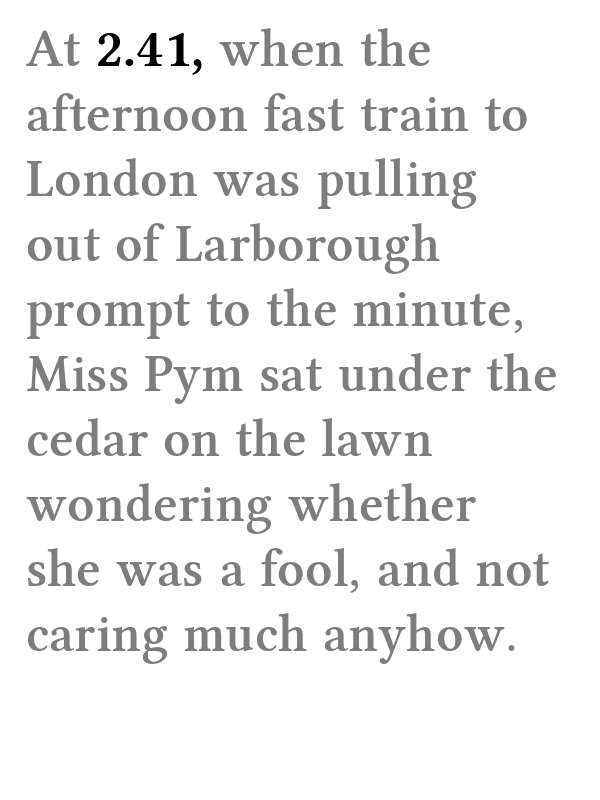 At 2.41, when the
afternoon fast train to
London was pulling
out of Larborough
prompt to the minute,
Miss Pym sat under the
cedar on the lawn
wondering whether
she was a fool, and not
caring much anyhow.